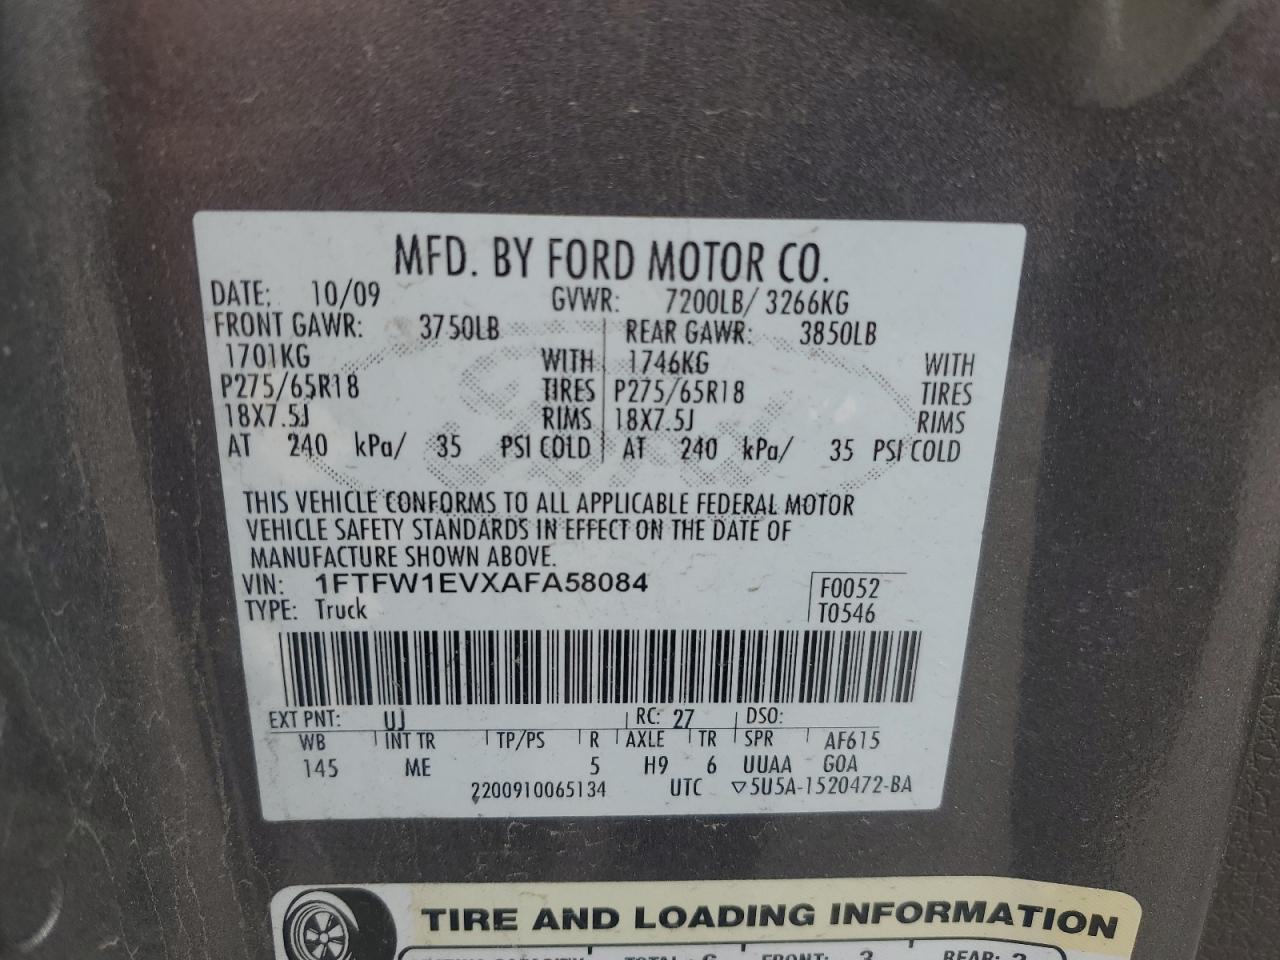 MFD. BY FORD MOTOR CO.
DATE: 10/09 GVWR: 7200LB/ 3266KG
FRONT GAWR: 3750LB REAR GAWR: 3850LB
1701KG WITH 1746KG WITH
P275/65R18 TIRES P275/65R18 TIRES
18X7.5J RIMS 18X7.5J RIMS
AT 240 kPa/ 35 PSI COLD AT 240 kPa/ 35 PSI COLD
THIS VEHICLE CONFORMS TO ALL APPLICABLE FEDERAL MOTOR
VEHICLE SAFETY STANDARDS IN EFFECT ON THE DATE OF
MANUFACTURE SHOWN ABOVE.
VIN: 1FTFW1EVXAFA58084 F0052
TYPE: Truck T0546
EXT PNT: UJ RC: 27 DSO:
WB INT TR TP/PS R AXLE TR SPR AF615
145 ME 5 H9 6 UUAA GOA
2200910065134 UTC ▽5U5A-1520472-BA
TIRE AND LOADING INFORMATION